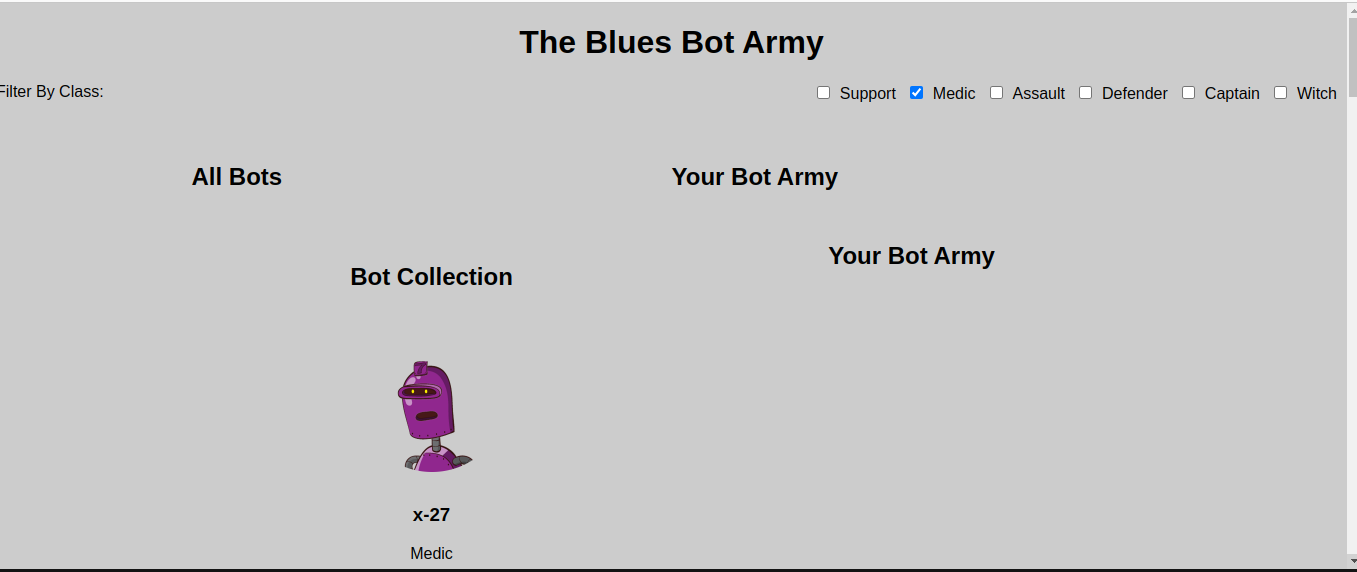 The Blues Bot Army
Filter By Class:
Support Medic Assault Defender Captain Witch
All Bots
Your Bot Army
Your Bot Army
Bot Collection
x-27
Medic